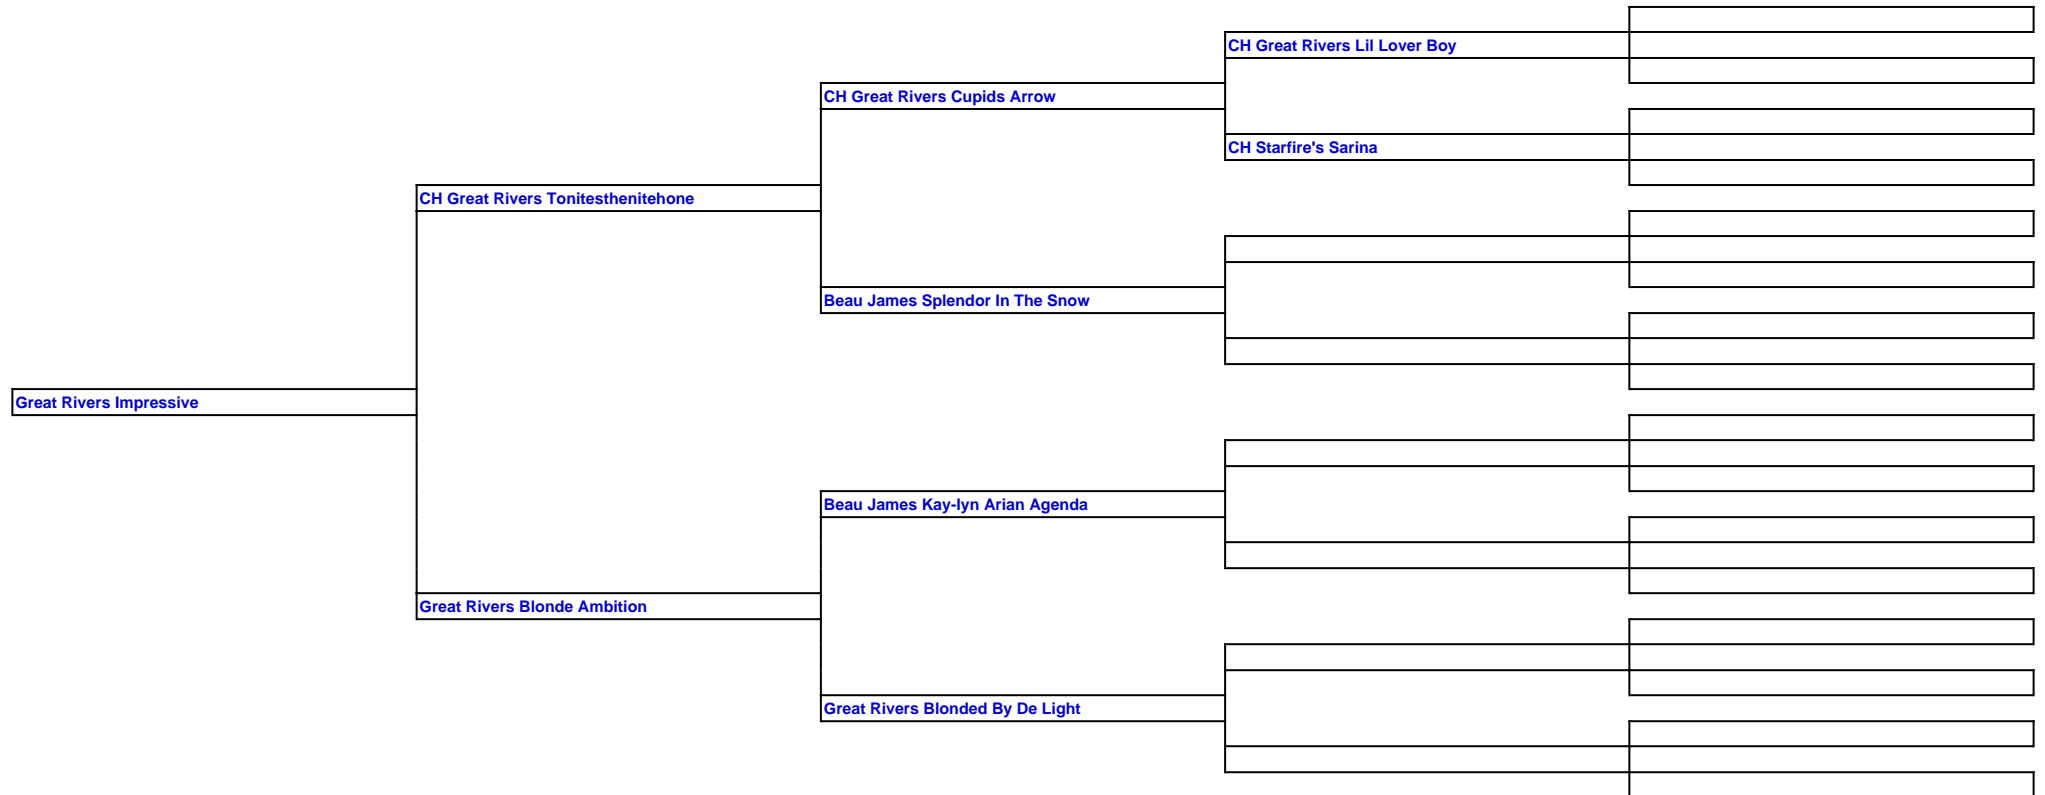 CH Great Rivers Lil Lover Boy
CH Great Rivers Cupids Arrow
CH Starfire's Sarina
CH Great Rivers Tonitesthenitehone
Beau James Splendor In The Snow
Great Rivers Impressive
Beau James Kay-lyn Arian Agenda
Great Rivers Blonde Ambition
Great Rivers Blonded By De Light